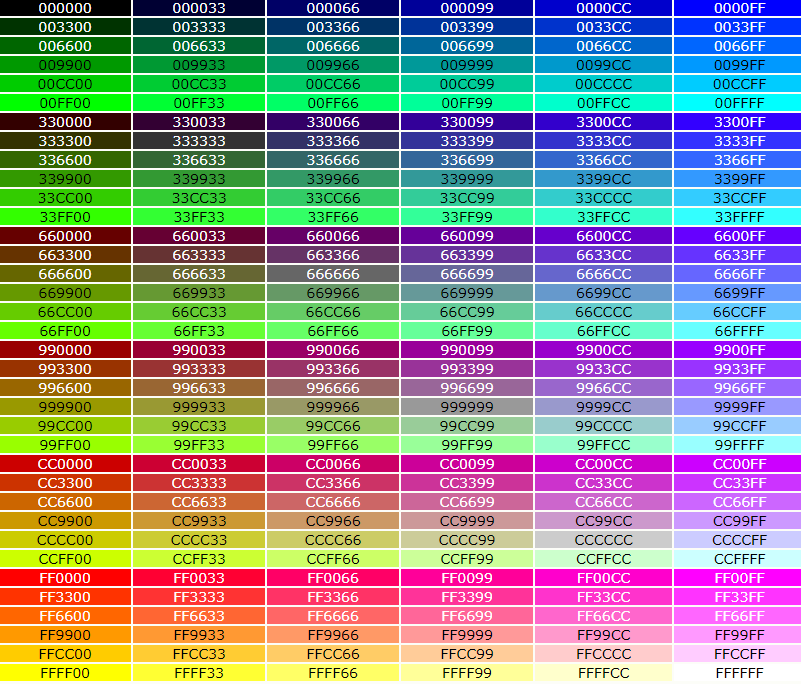 000000 000033 000066 000099 0000CC 0000FF
003300 003333 003366 003399 0033CC 0033FF
006600 006633 006666 006699 0066CC 0066FF
009900 009933 009966 009999 0099CC 0099FF
00CC00 00CC33 00CC66 00CC99 00CCCC 00CCFF
00FF00 00FF33 00FF66 00FF99 00FFCC 00FFFF
330000 330033 330066 330099 3300CC 3300FF
333300 333333 333366 333399 3333CC 3333FF
336600 336633 336666 336699 3366CC 3366FF
339900 339933 339966 339999 3399CC 3399FF
33CC00 33CC33 33CC66 33CC99 33CCCC 33CCFF
33FF00 33FF33 33FF66 33FF99 33FFCC 33FFFF
660000 660033 660066 660099 6600CC 6600FF
663300 663333 663366 663399 6633CC 6633FF
666600 666633 666666 666699 6666CC 6666FF
669900 669933 669966 669999 6699CC 6699FF
66CC00 66CC33 66CC66 66CC99 66CCCC 66CCFF
66FF00 66FF33 66FF66 66FF99 66FFCC 66FFFF
990000 990033 990066 990099 9900CC 9900FF
993300 993333 993366 993399 9933CC 9933FF
996600 996633 996666 996699 9966CC 9966FF
999900 999933 999966 999999 9999CC 9999FF
99CC00 99CC33 99CC66 99CC99 99CCCC 99CCFF
99FF00 99FF33 99FF66 99FF99 99FFCC 99FFFF
CC0000 CC0033 CC0066 CC0099 CC00CC CC00FF
CC3300 CC3333 CC3366 CC3399 CC33CC CC33FF
CC6600 CC6633 CC6666 CC6699 CC66CC CC66FF
CC9900 CC9933 CC9966 CC9999 CC99CC CC99FF
CCCC00 CCCC33 CCCC66 CCCC99 CCCCCC CCCCFF
CCFF00 CCFF33 CCFF66 CCFF99 CCFFCC CCFFFF
FF0000 FF0033 FF0066 FF0099 FF00CC FF00FF
FF3300 FF3333 FF3366 FF3399 FF33CC FF33FF
FF6600 FF6633 FF6666 FF6699 FF66CC FF66FF
FF9900 FF9933 FF9966 FF9999 FF99CC FF99FF
FFCC00 FFCC33 FFCC66 FFCC99 FFCCCC FFCCFF
FFFF00 FFFF33 FFFF66 FFFF99 FFFFCC FFFFFF